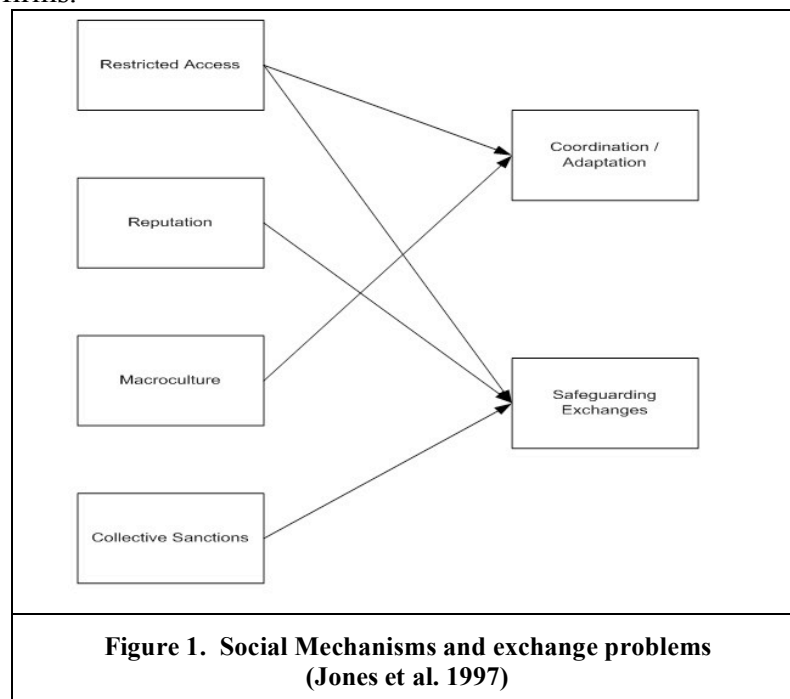 firms.
Restricted Access
Coordination /
Adaptation
Reputation
Macroculture
Safeguarding
Exchanges
Collective Sanctions
Figure 1. Social Mechanisms and exchange problems
(Jones et al. 1997)